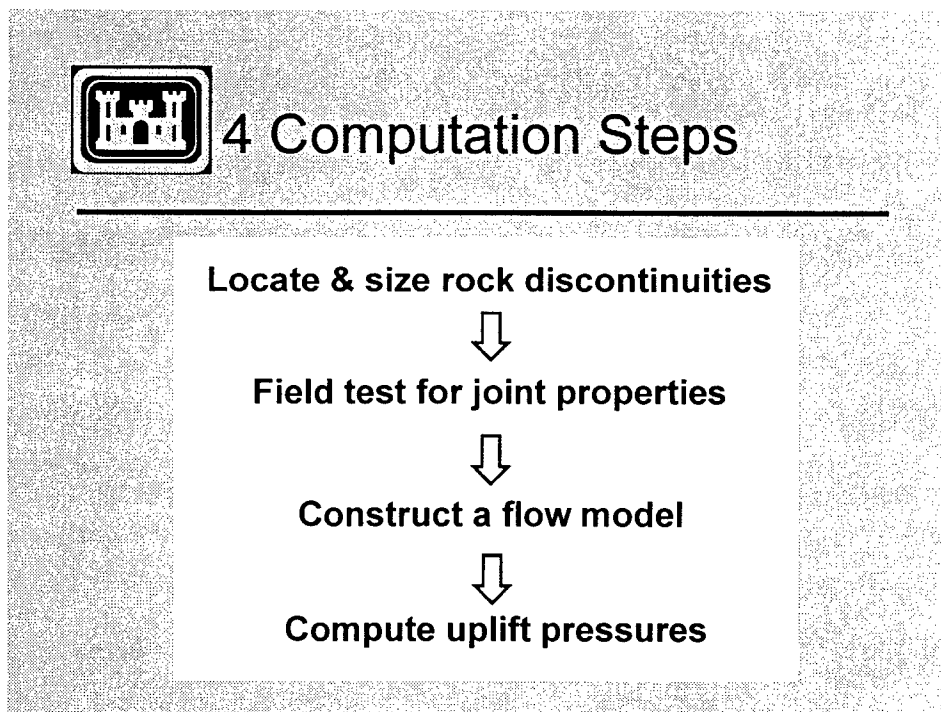 4 Computation Steps
Locate & size rock discontinuities
Field test for joint properties
Construct a flow model
Compute uplift pressures